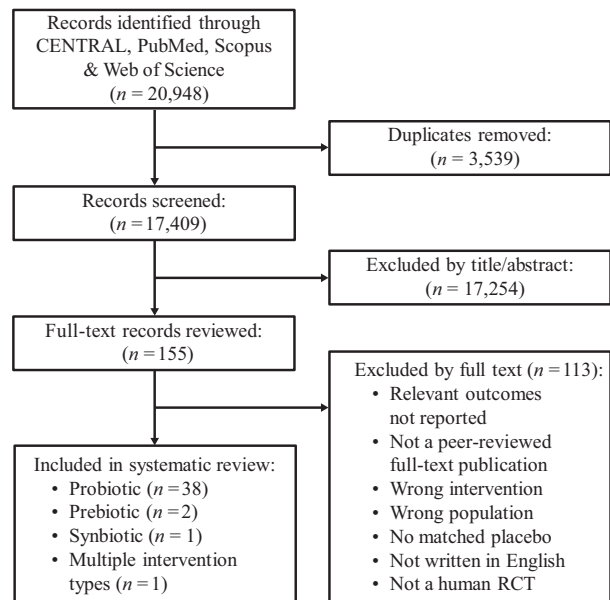 Records identified through
CENTRAL, PubMed, Scopus
& Web of Science
(n = 20,948)
Duplicates removed:
(n = 3,539)
Records screened:
(n = 17,409)
Excluded by title/abstract:
(n = 17,254)
Full-text records reviewed:
(n = 155)
Excluded by full text (n = 113):
• Relevant outcomes
not reported
• Not a peer-reviewed
full-text publication
• Wrong intervention
• Wrong population
• No matched placebo
• Not written in English
• Not a human RCT
Included in systematic review:
• Probiotic (n = 38)
• Prebiotic (n = 2)
• Synbiotic (n = 1)
• Multiple intervention
types (n = 1)